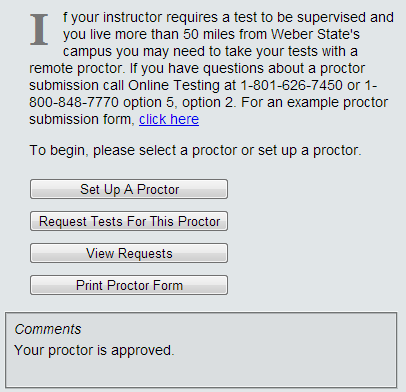 If your instructor requires a test to be supervised and
you live more than 50 miles from Weber State's
campus you may need to take your tests with a
remote proctor. If you have questions about a proctor
submission call Online Testing at 1-801-626-7450 or 1-
800-848-7770 option 5, option 2. For an example proctor
submission form, click here
To begin, please select a proctor or set up a proctor.
Set Up A Proctor
Request Tests For This Proctor
View Requests
Print Proctor Form
Comments
Your proctor is approved.